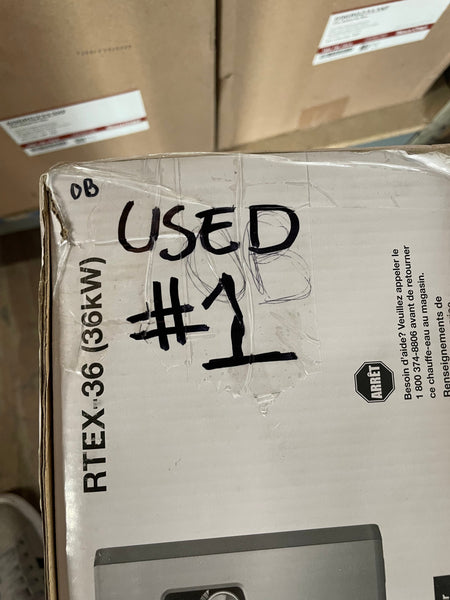 OB
USED
#1
RTEX-36 (36kW)
ARRÊT
Besoin d'aide? Veuillez appeler le
1 800 374-8806 avant de retourner
ce chauffe-eau au magasin.
Renseignements de